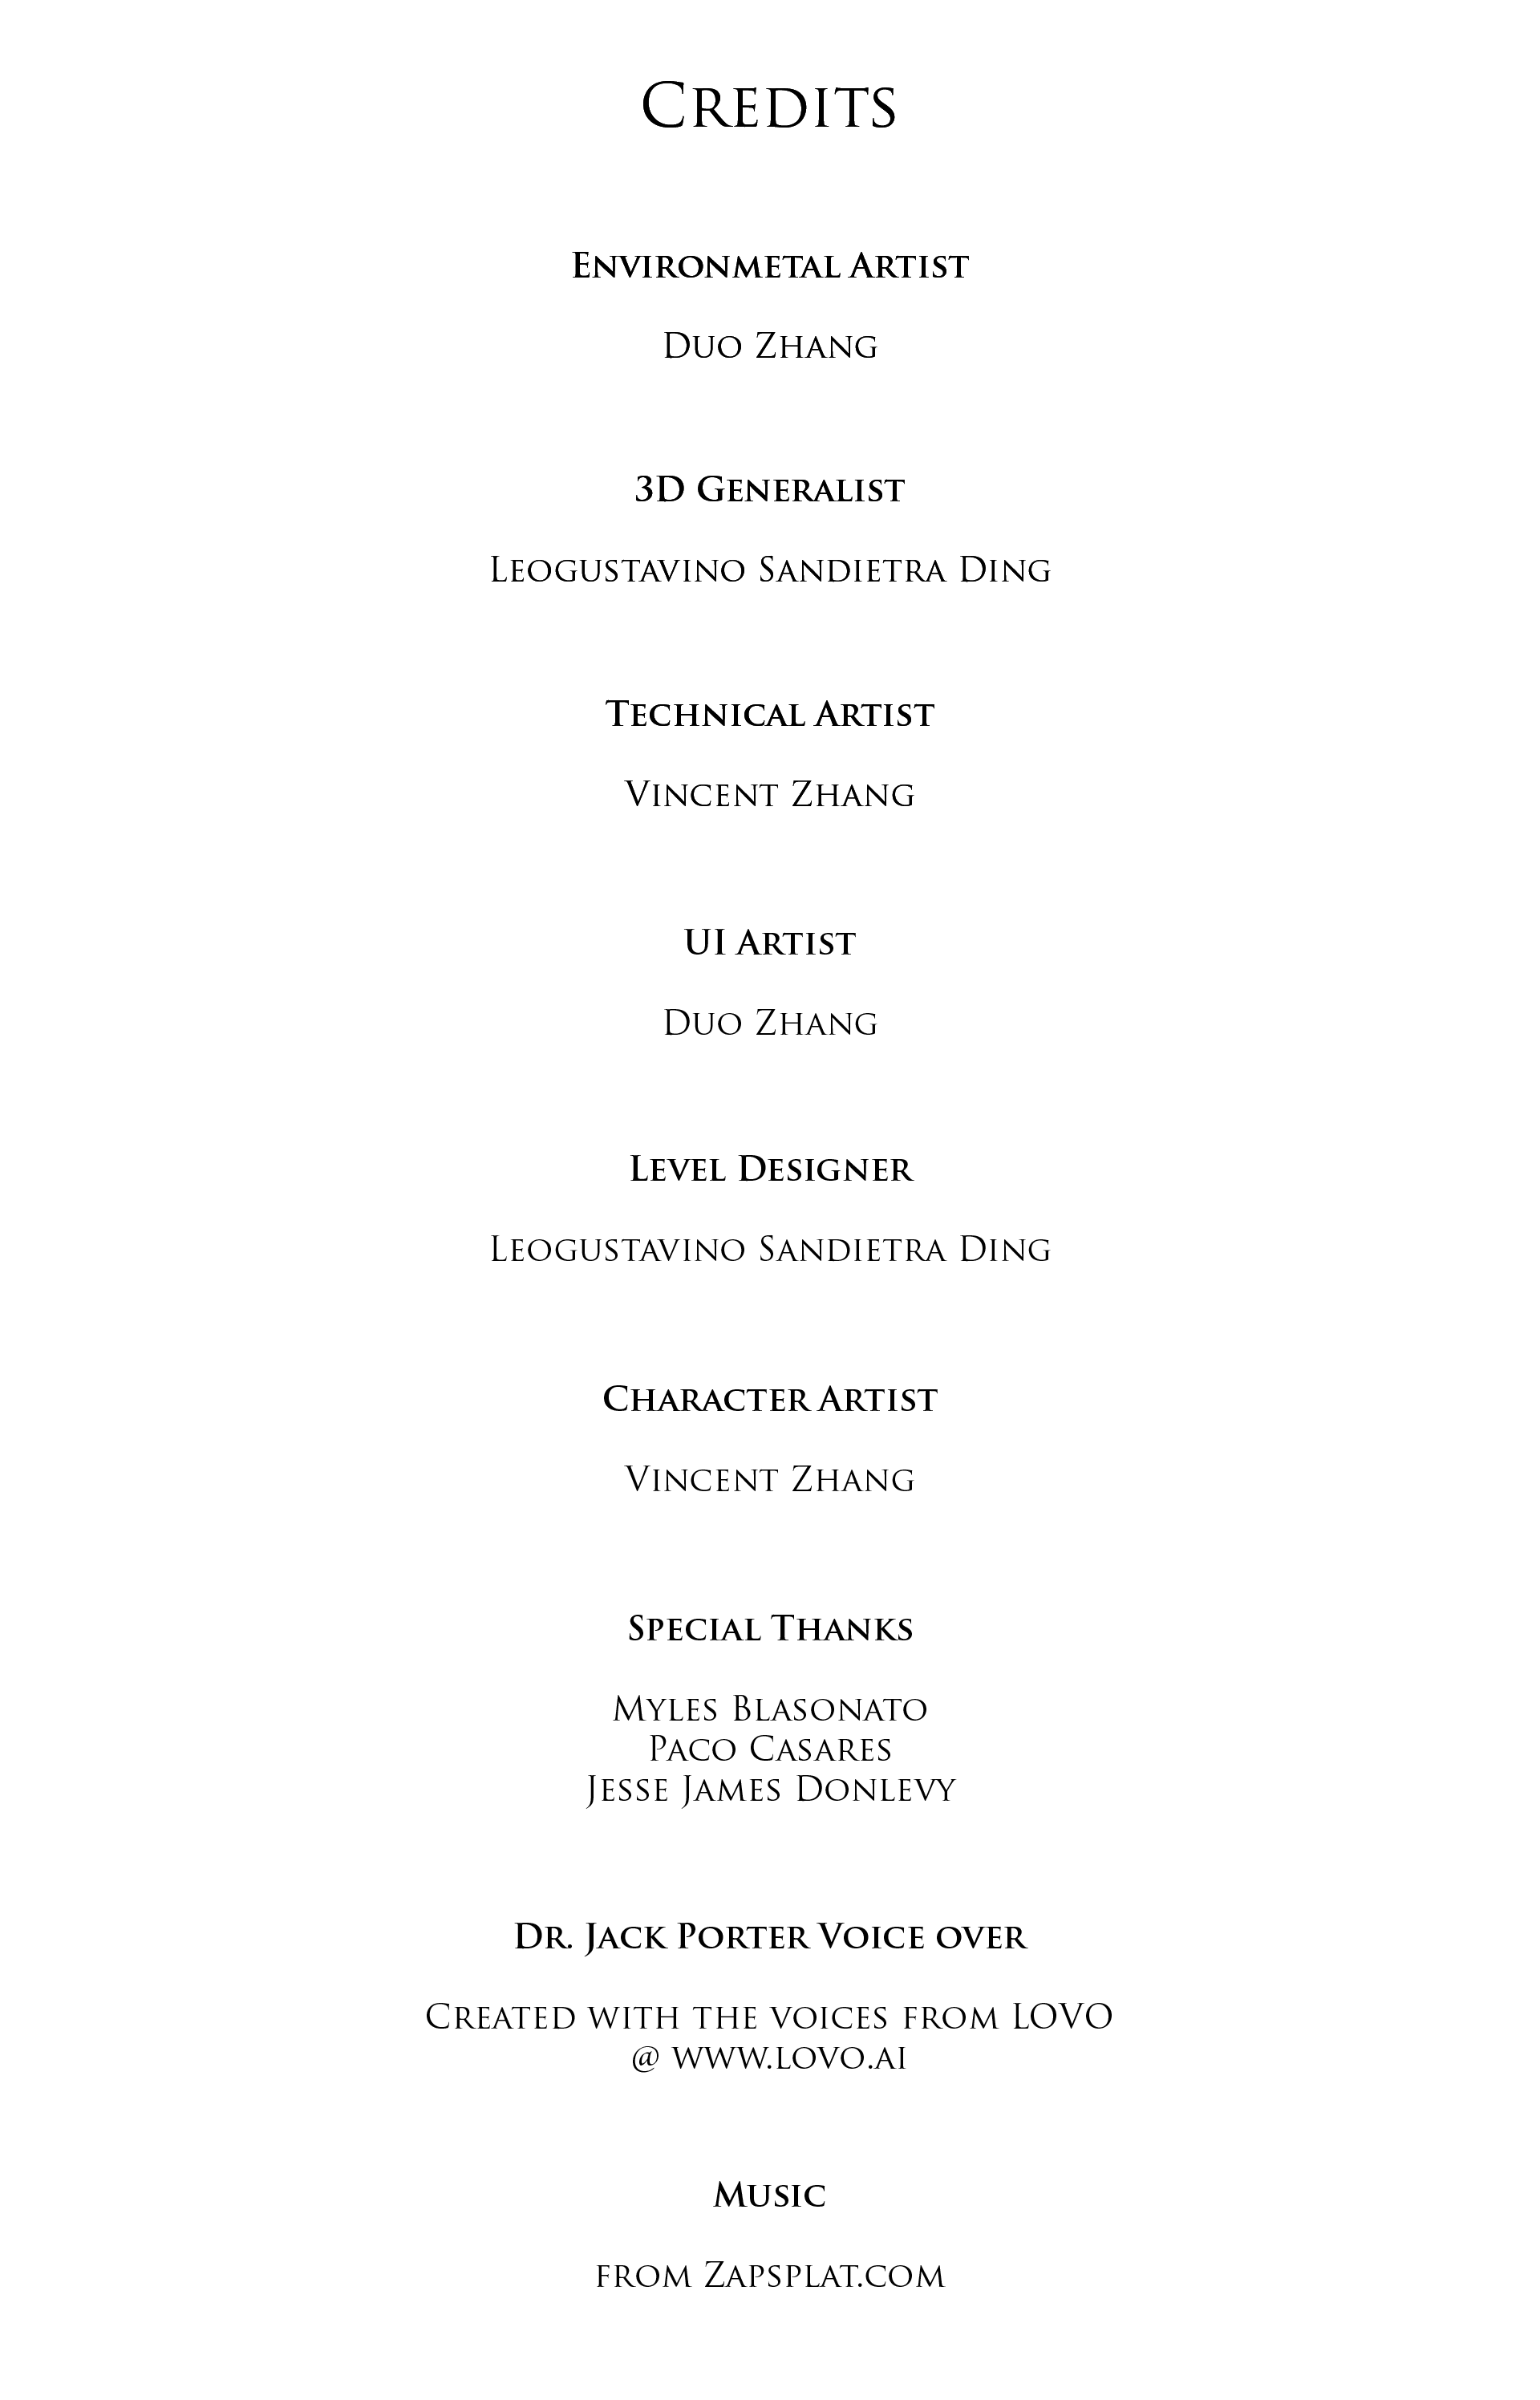 Credits
Environmetal Artist
Duo Zhang
3D Generalist
Leogustavino Sandietra Ding
Technical Artist
Vincent Zhang
UI Artist
Duo Zhang
Level Designer
Leogustavino Sandietra Ding
Character Artist
Vincent Zhang
Special Thanks
Myles Blasonato
Paco Casares
Jesse James Donlevy
Dr. Jack Porter Voice over
Created with the voices from LOVO
@ www.lovo.ai
Music
from Zapsplat.com